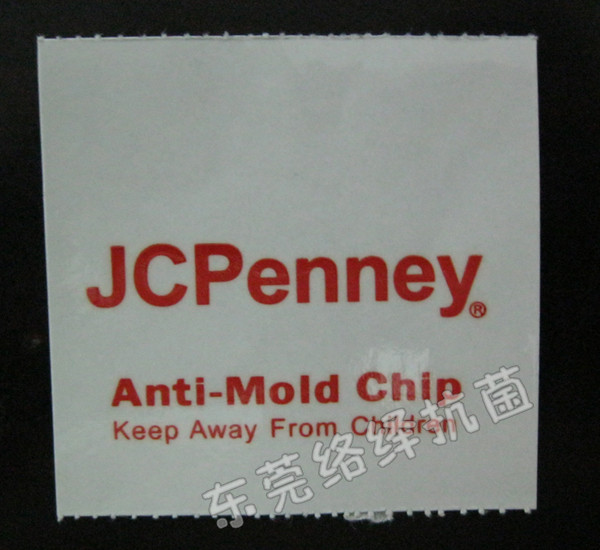 JCPenney®
Anti-Mold Chip
Keep Away From Children
东莞络绎抗菌